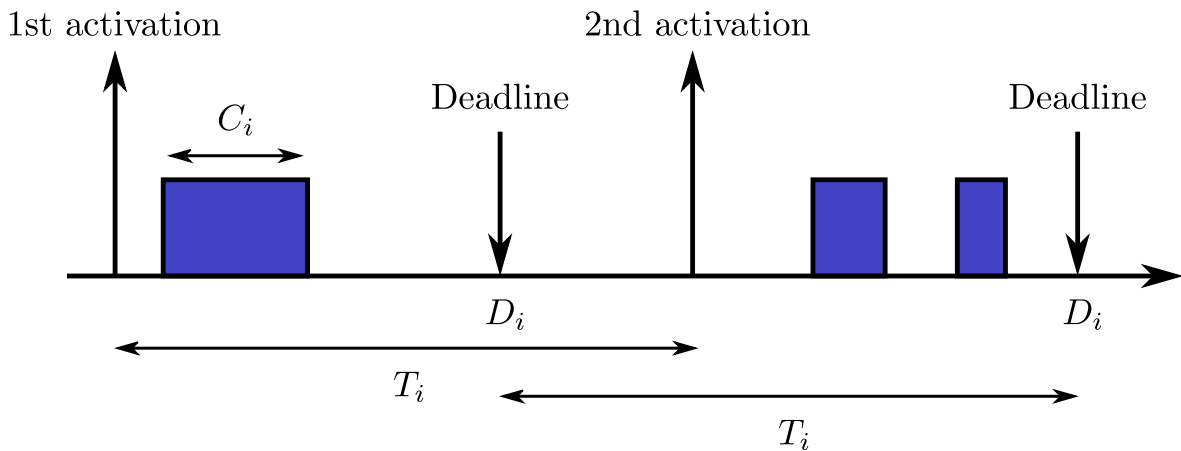 1st activation
2nd activation
Deadline
Deadline
C_i
D_i
D_i
T_i
T_i